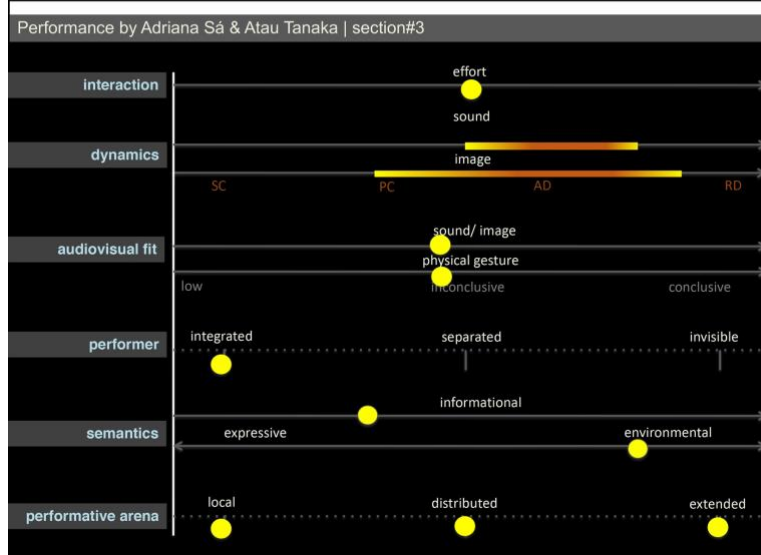 Performance by Adriana Sá & Atau Tanaka | section#3
interaction
effort
sound
dynamics
image
SC PC AD RD
audiovisual fit
sound/ image
physical gesture
low inconclusive conclusive
performer
integrated separated invisible
informational
semantics
expressive environmental
performative arena
local distributed extended